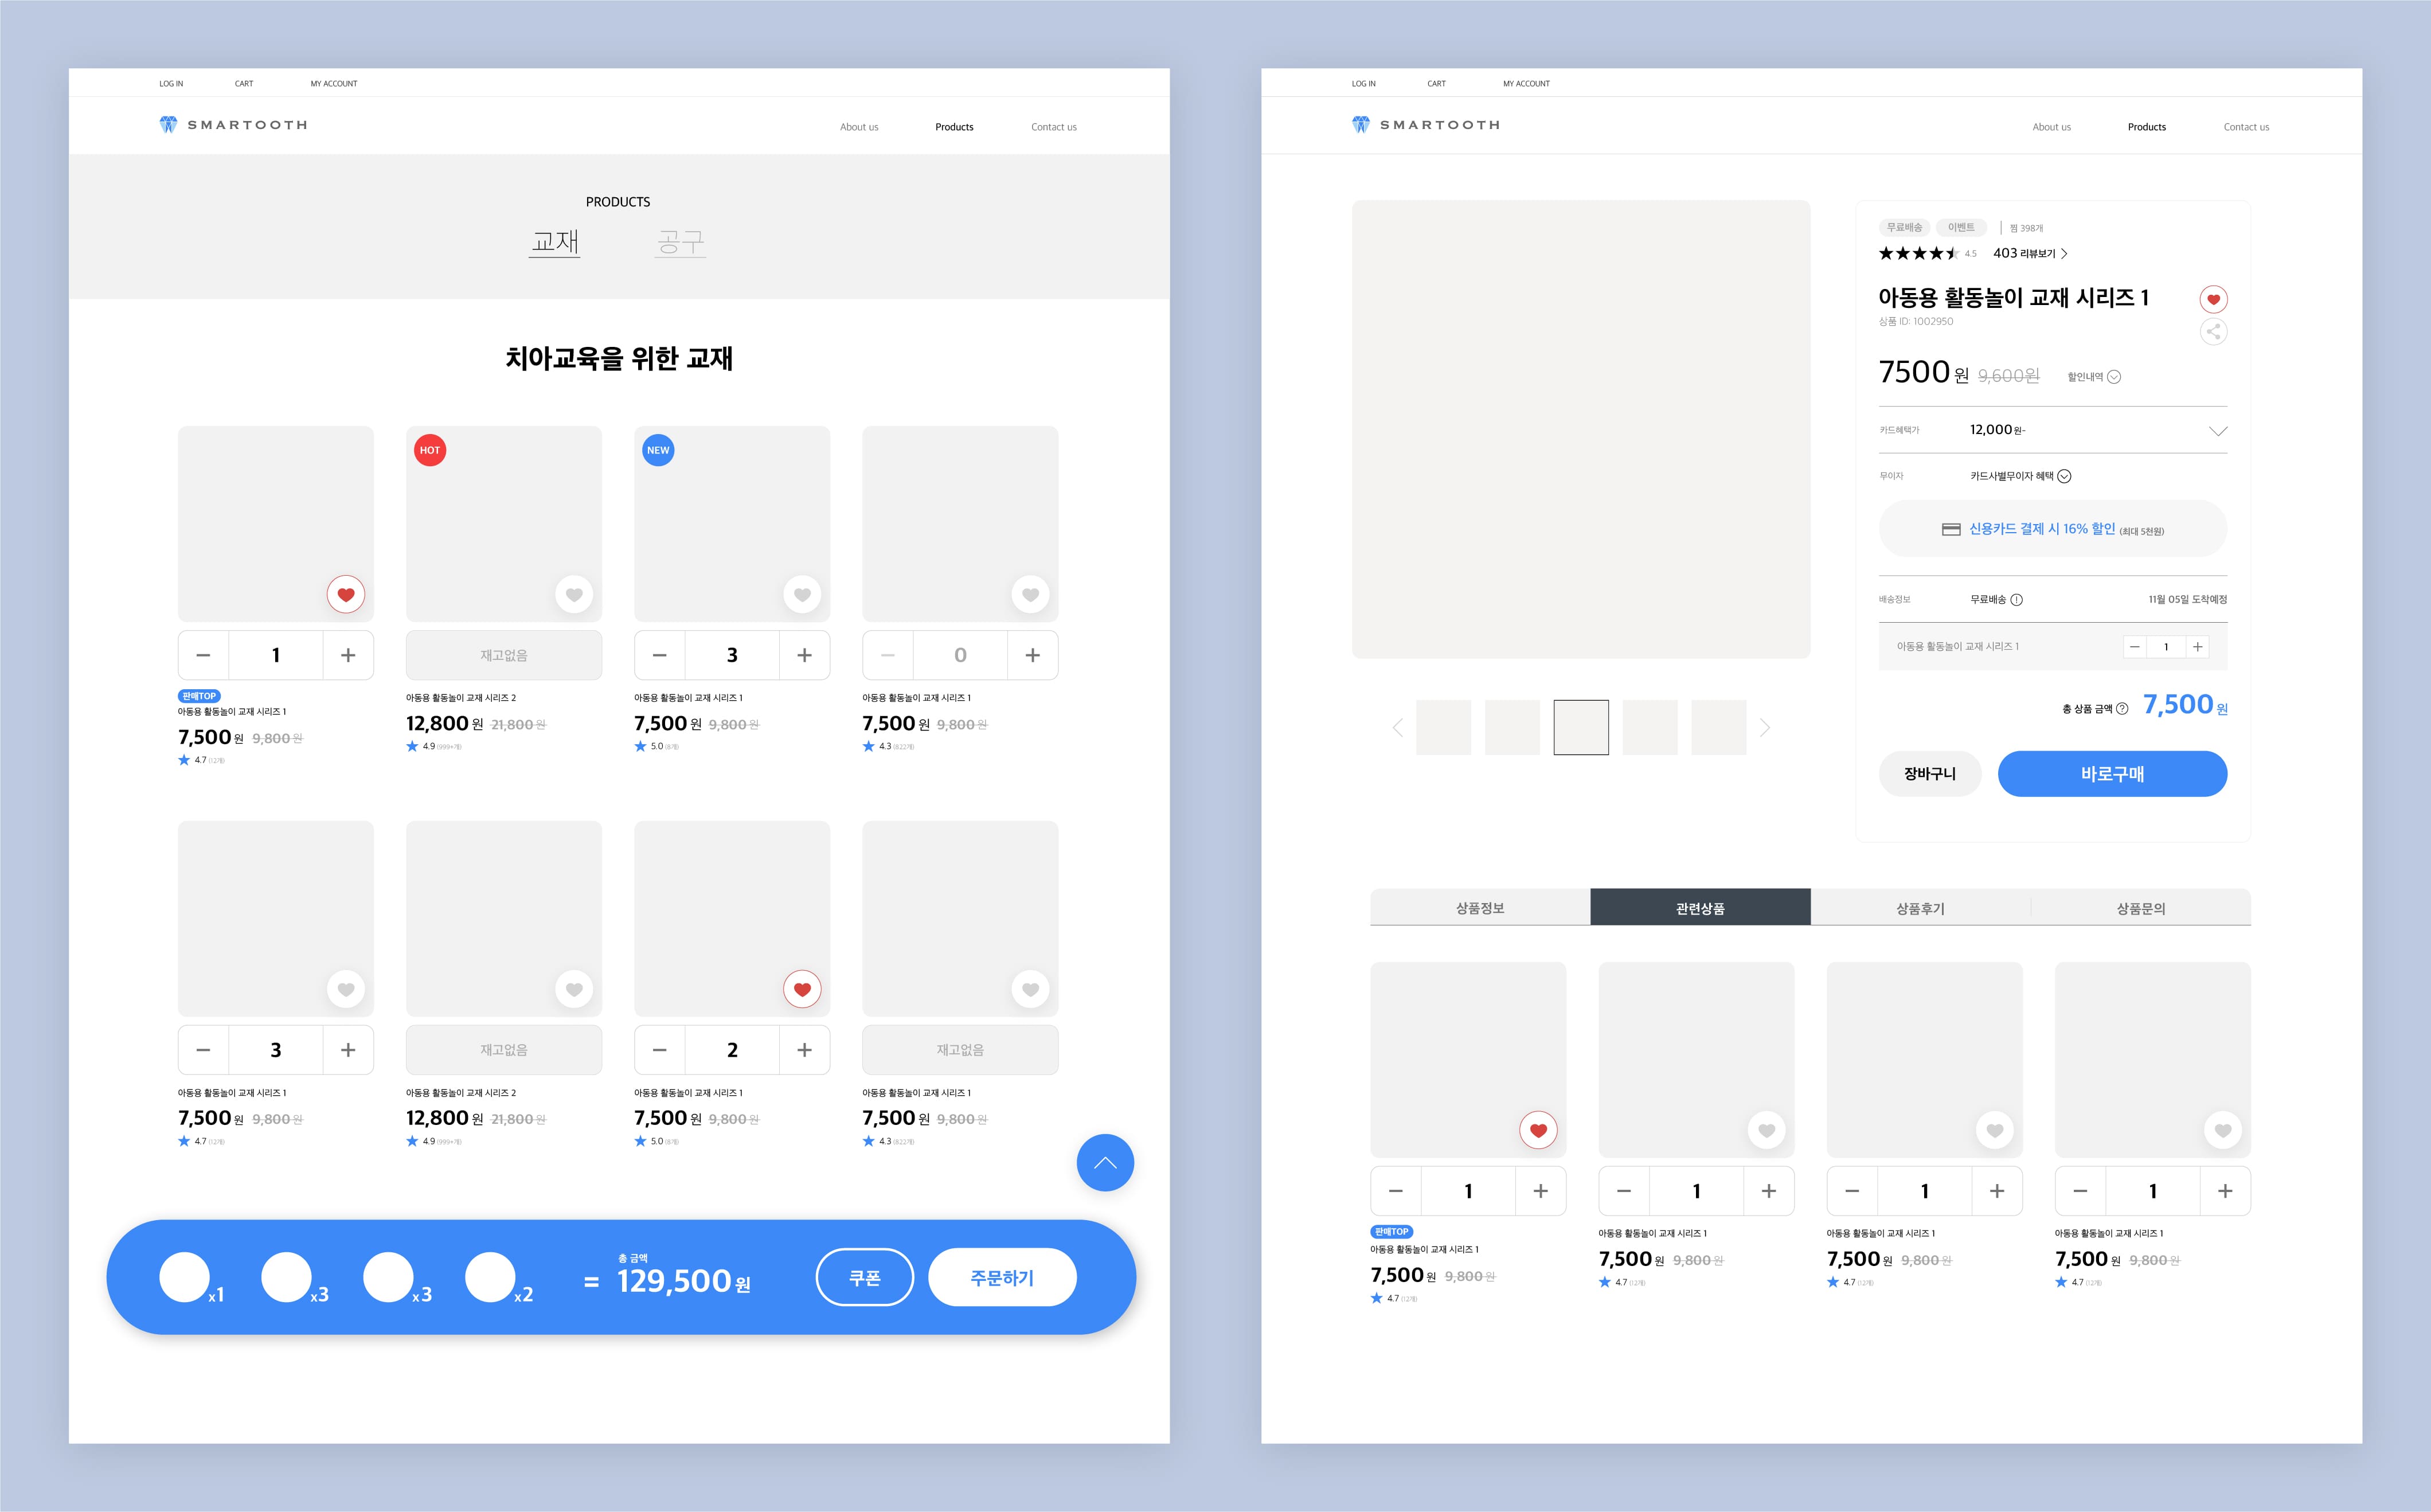 LOG IN CART MY ACCOUNT
SMARTOOTH
About us Products Contact us
PRODUCTS
교재 공구
치아교육을 위한 교재
HOT
NEW
1
재고없음
3
0
판매TOP
아동용 활동놀이 교재 시리즈 1
7,500 원 9,800 원
4.7 (12개)
아동용 활동놀이 교재 시리즈 2
12,800 원 21,800 원
4.9 (999+개)
아동용 활동놀이 교재 시리즈 1
7,500 원 9,800 원
5.0 (8개)
아동용 활동놀이 교재 시리즈 1
7,500 원 9,800 원
4.3 (822개)
3
재고없음
2
재고없음
아동용 활동놀이 교재 시리즈 1
7,500 원 9,800 원
4.7 (12개)
아동용 활동놀이 교재 시리즈 2
12,800 원 21,800 원
4.9 (999+개)
아동용 활동놀이 교재 시리즈 1
7,500 원 9,800 원
5.0 (8개)
아동용 활동놀이 교재 시리즈 1
7,500 원 9,800 원
4.3 (822개)
x1 x3 x3 x2
=
총 금액
129,500 원
쿠폰
주문하기
LOG IN CART MY ACCOUNT
SMARTOOTH
About us Products Contact us
무료배송 이벤트 찜 398개
4.5 403 리뷰보기
아동용 활동놀이 교재 시리즈 1
상품 ID: 1002950
7500 원 9,600원 할인내역
카드혜택가 12,000 원~
무이자 카드사별무이자 혜택
신용카드 결제 시 16% 할인 (최대 5천원)
배송정보 무료배송 11월 05일 도착예정
아동용 활동놀이 교재 시리즈 1 1
총 상품 금액 7,500 원
장바구니 바로구매
상품정보 관련상품 상품후기 상품문의
1
1
1
1
판매TOP
아동용 활동놀이 교재 시리즈 1
7,500 원 9,800 원
4.7 (12개)
아동용 활동놀이 교재 시리즈 1
7,500 원 9,800 원
4.7 (12개)
아동용 활동놀이 교재 시리즈 1
7,500 원 9,800 원
4.7 (12개)
아동용 활동놀이 교재 시리즈 1
7,500 원 9,800 원
4.7 (12개)